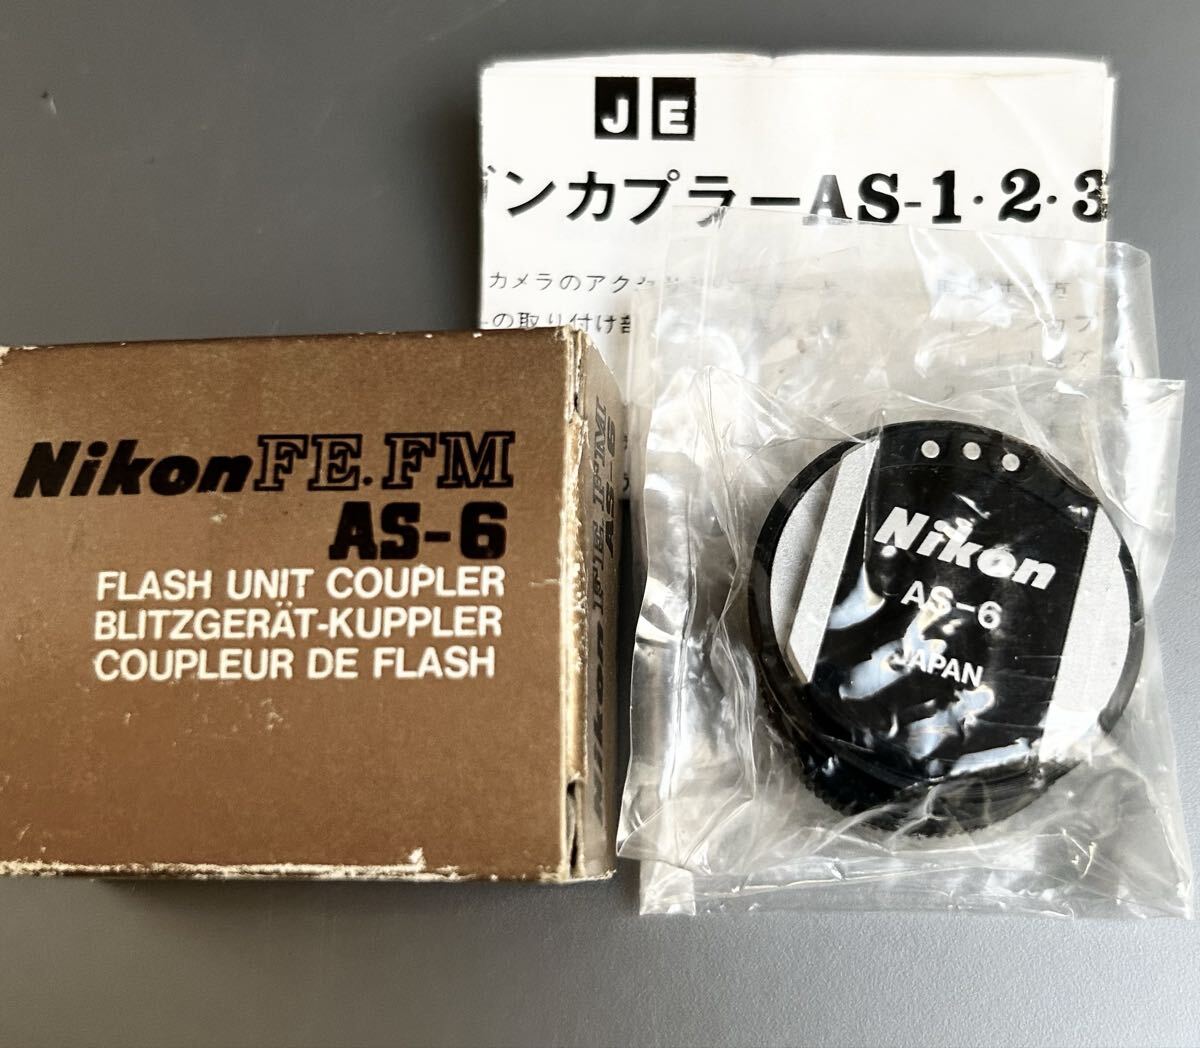 J E
ガンカプラーAS-1・2・3
カメラのアク
の取り付け部
Nikon FE.FM
AS-6
FLASH UNIT COUPLER
BLITZGERÄT-KUPPLER
COUPLEUR DE FLASH
Nikon FE.FM
AS-6
Nikon
AS-6
JAPAN